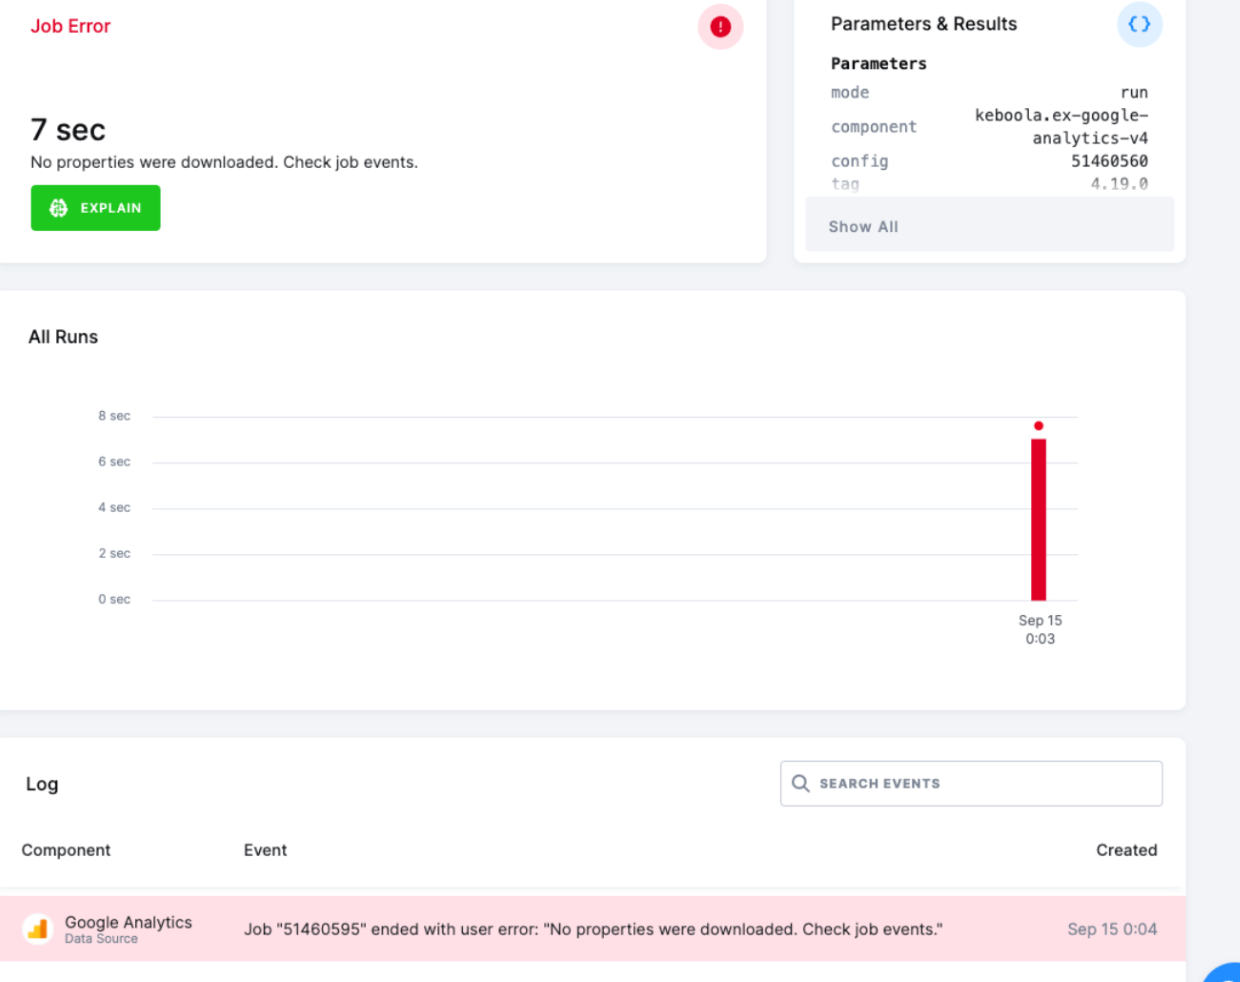 Job Error
7 sec
No properties were downloaded. Check job events.
EXPLAIN
Parameters & Results
Parameters
mode run
component keboola.ex-google-
analytics-v4
config 51460560
tag 4.19.0
Show All
All Runs
8 sec
6 sec
4 sec
2 sec
0 sec
Sep 15
0:03
Log
SEARCH EVENTS
Component Event Created
Google Analytics
Data Source
Job "51460595" ended with user error: "No properties were downloaded. Check job events."
Sep 15 0:04